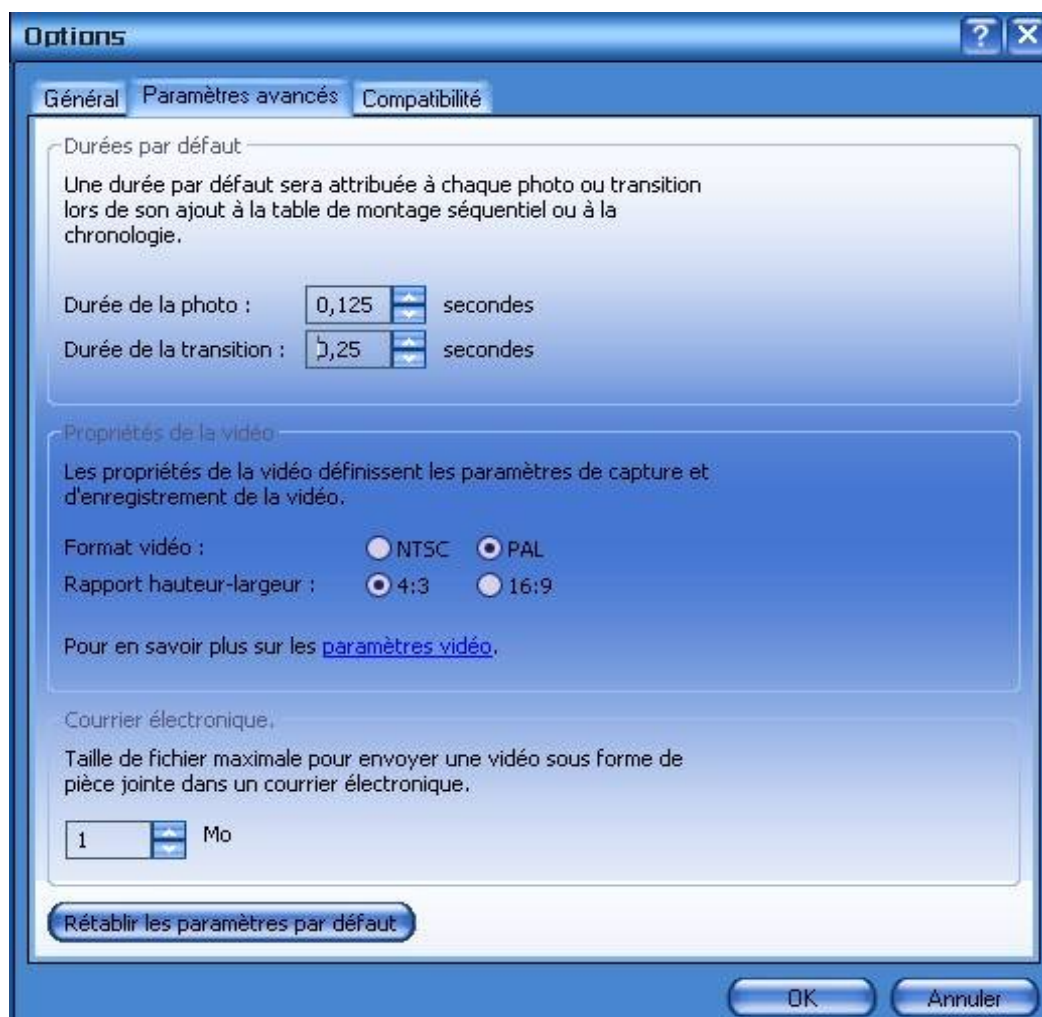 Options
Général Paramètres avancés Compatibilité
Durées par défaut
Une durée par défaut sera attribuée à chaque photo ou transition
lors de son ajout à la table de montage séquentiel ou à la
chronologie.
Durée de la photo : 0,125 secondes
Durée de la transition : 0,25 secondes
Propriétés de la vidéo
Les propriétés de la vidéo définissent les paramètres de capture et
d'enregistrement de la vidéo.
Format vidéo : NTSC PAL
Rapport hauteur-largeur : 4:3 16:9
Pour en savoir plus sur les paramètres vidéo.
Courrier électronique.
Taille de fichier maximale pour envoyer une vidéo sous forme de
pièce jointe dans un courrier électronique.
1 Mo
Rétablir les paramètres par défaut
OK Annuler